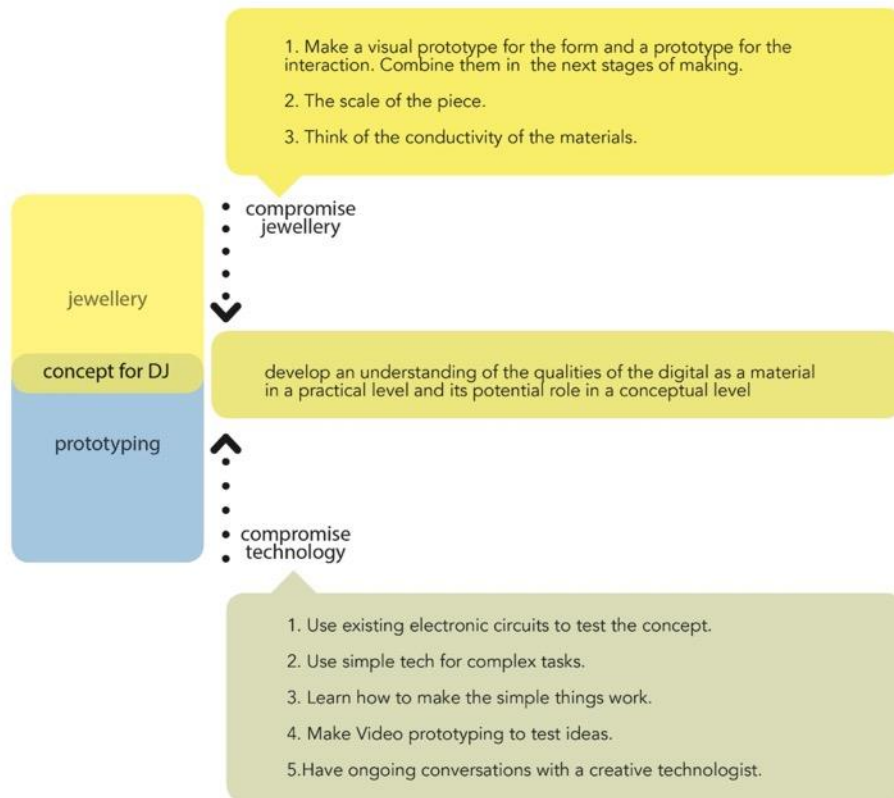 1. Make a visual prototype for the form and a prototype for the
interaction. Combine them in the next stages of making.
2. The scale of the piece.
3. Think of the conductivity of the materials.
compromise
jewellery
jewellery
concept for DJ
develop an understanding of the qualities of the digital as a material
in a practical level and its potential role in a conceptual level
prototyping
compromise
technology
1. Use existing electronic circuits to test the concept.
2. Use simple tech for complex tasks.
3. Learn how to make the simple things work.
4. Make Video prototyping to test ideas.
5.Have ongoing conversations with a creative technologist.